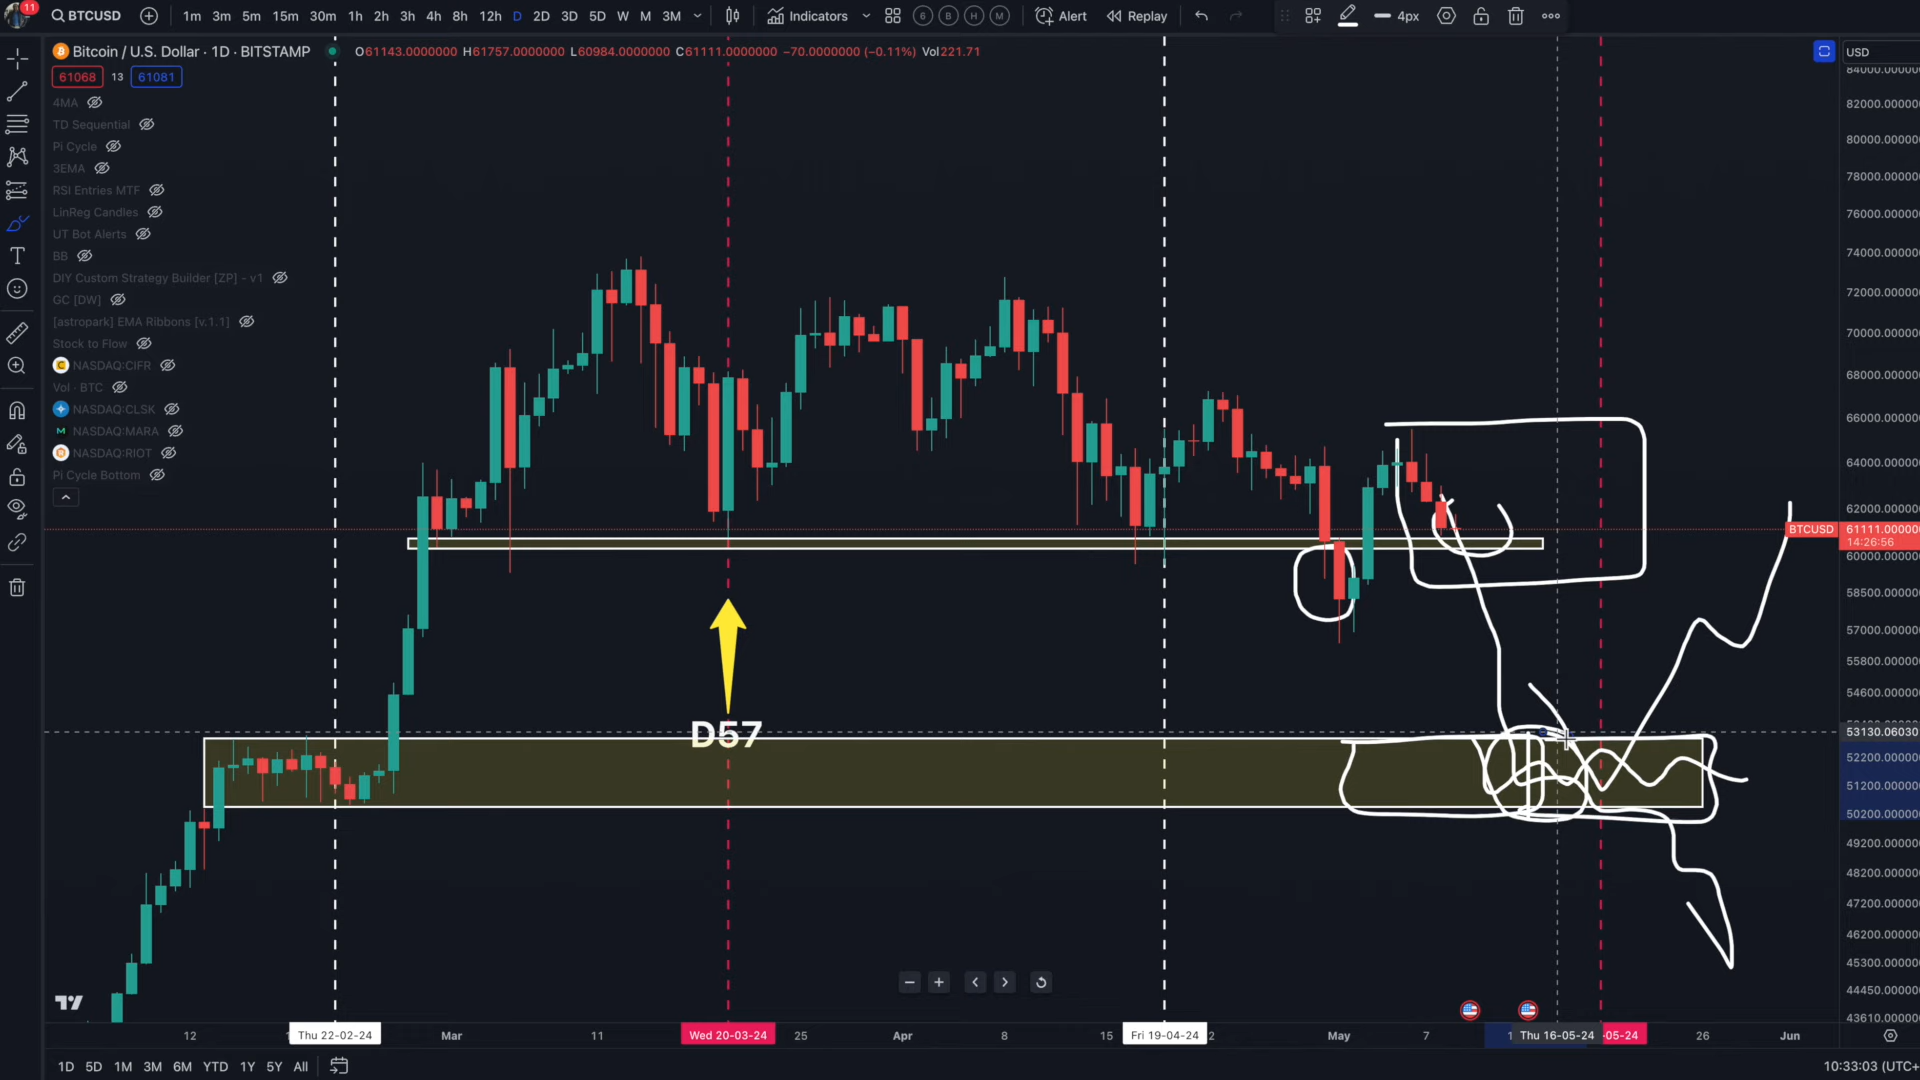 11
BTCUSD
1m 3m 5m 15m 30m 1h 2h 3h 4h 8h 12h D 2D 3D 5D W M 3M
Indicators
6 B H M
Alert
Replay
4px
Bitcoin / U.S. Dollar · 1D · BITSTAMP
O61143.0000000 H61757.0000000 L60984.0000000 C61111.0000000 −70.0000000 (−0.11%) Vol221.71
USD
61068 13 61081
4MA
TD Sequential
Pi Cycle
3EMA
RSI Entries MTF
LinReg Candles
UT Bot Alerts
BB
DIY Custom Strategy Builder [ZP] - v1
GC [DW]
[astropark] EMA Ribbons [v.1.1]
Stock to Flow
NASDAQ:CIFR
Vol · BTC
NASDAQ:CLSK
NASDAQ:MARA
NASDAQ:RIOT
Pi Cycle Bottom
82000.000000
80000.000000
78000.000000
76000.000000
74000.000000
72000.000000
70000.000000
68000.000000
66000.000000
64000.000000
62000.000000
BTCUSD 61111.000000
14:26:56
60000.000000
58500.000000
57000.000000
55800.000000
54600.000000
53130.06030
52200.000000
51200.000000
50200.000000
49200.000000
48200.000000
47200.000000
46200.000000
45300.000000
44450.000000
43610.000000
D57
12 Thu 22-02-24 Mar 11 Wed 20-03-24 25 Apr 8 15 Fri 19-04-24 2 May 7 Thu 16-05-24 -05-24 26 Jun
1D 5D 1M 3M 6M YTD 1Y 5Y All
10:33:03 (UTC+